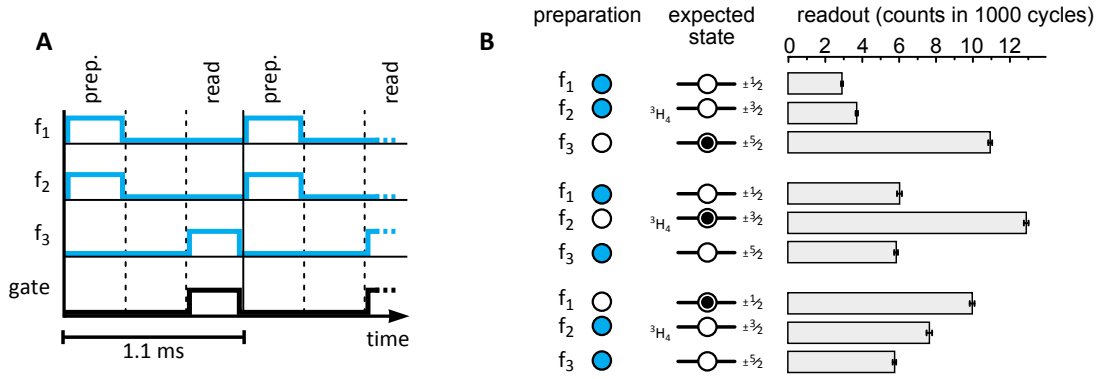 A
prep.
read
prep.
read
f₁
f₂
f₃
gate
time
1.1 ms
B
preparation
expected state
readout (counts in 1000 cycles)
0 2 4 6 8 10 12
f₁ ±½
f₂ ³H₄ ±³⁄₂
f₃ ±⁵⁄₂
f₁ ±½
f₂ ³H₄ ±³⁄₂
f₃ ±⁵⁄₂
f₁ ±½
f₂ ³H₄ ±³⁄₂
f₃ ±⁵⁄₂